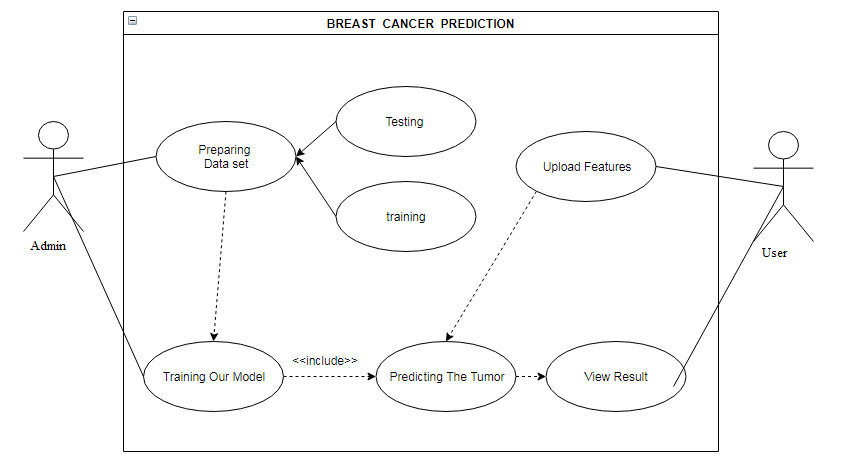 BREAST CANCER PREDICTION
Testing
Preparing
Data set
Upload Features
training
Admin
User
<<include>>
Training Our Model
Predicting The Tumor
View Result